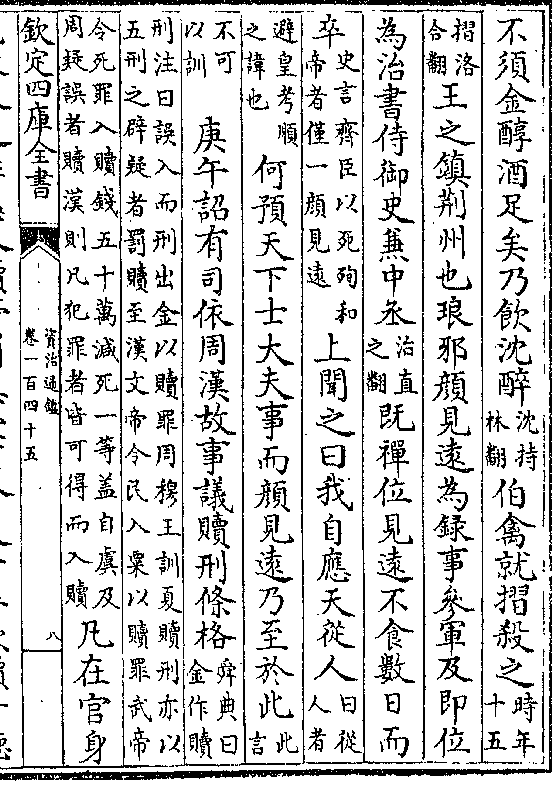 不須金醇酒足矣乃飲沈醉沈持林翻伯禽就摺殺之時年十五
摺洛合翻王之鎮荆州也琅邪顔見遠為録事參軍及即位
為治書侍御史兼中丞治直之翻既禪位見遠不食數日而
卒史言齊臣以死殉和帝者僅一顔見遠上聞之曰我自應天從人曰從人者
避皇考順之諱也何預天下士大夫事而顔見遠乃至於此此言
不可以訓庚午詔有司依周漢故事議贖刑條格舜典曰金作贖
刑注曰誤入而刑出金以贖罪周穆王訓夏贖刑亦以
五刑之辟疑者罰贖至漢文帝令民入粟以贖罪武帝
令死罪入贖錢五十萬減死一等盖自虞及
周疑誤者贖漢則凡犯罪者皆可得而入贖凡在官身
欽定四庫全書
資治通鑑
卷一百四十五
八